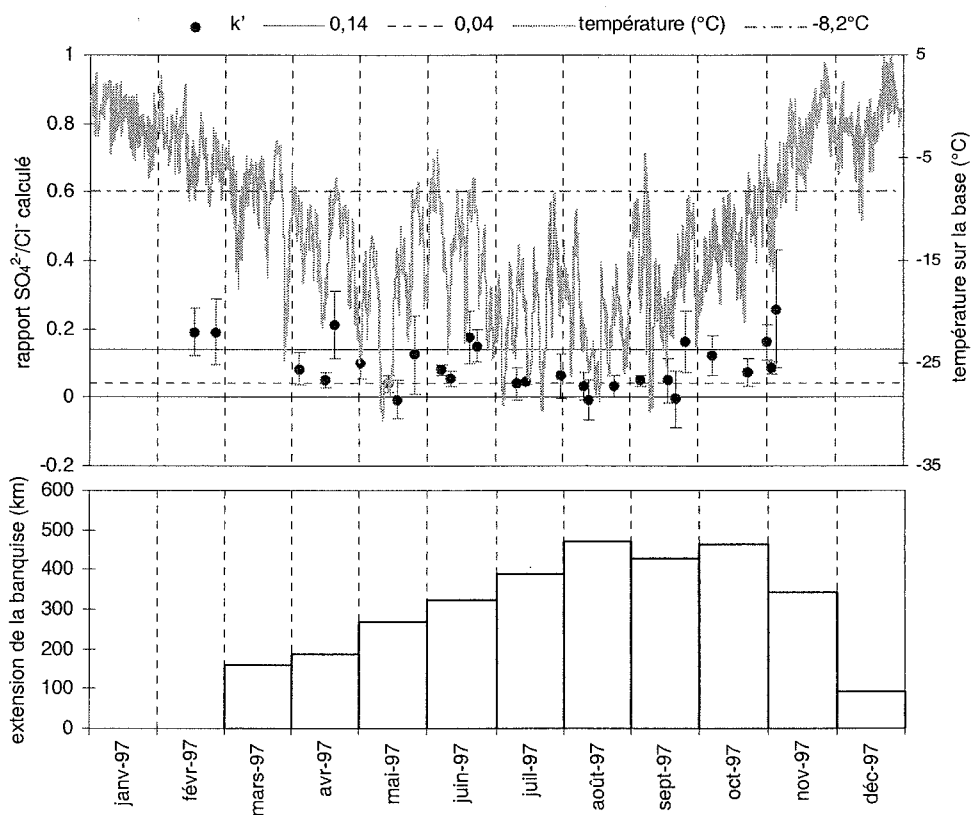 k' 0,14 0,04 température (°C) -8,2°C
rapport SO₄²⁻/Cl⁻ calculé
1
0.8
0.6
0.4
0.2
0
-0.2
5
-5
-15
-25
-35
température sur la base (°C)
extension de la banquise (km)
600
500
400
300
200
100
0
janv-97
févr-97
mars-97
avr-97
mai-97
juin-97
juil-97
août-97
sept-97
oct-97
nov-97
déc-97